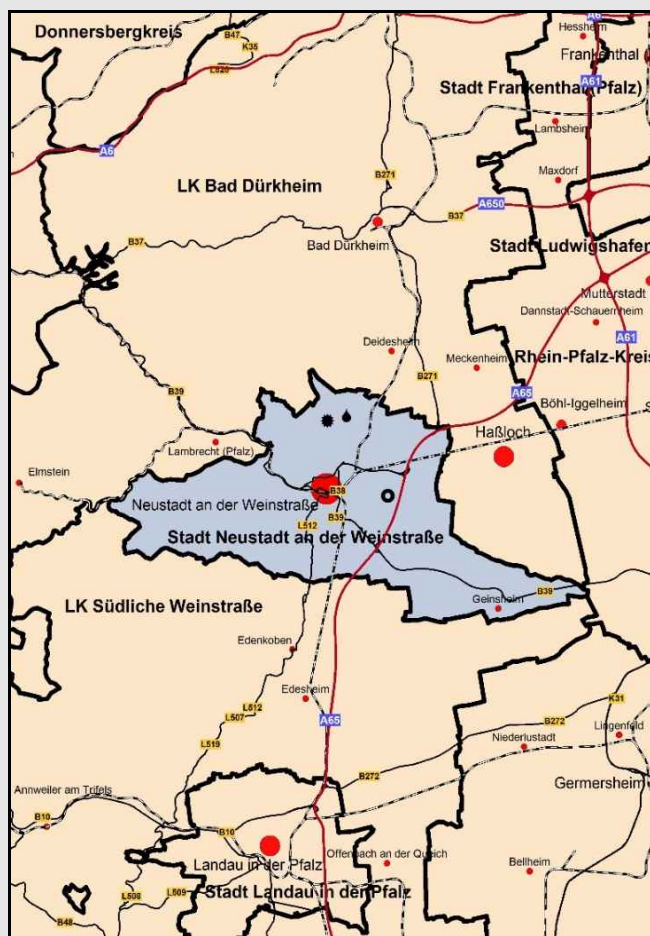 Hessheim
A6
Donnersbergkreis
B47
K35
Frankenthal
L520
A61
Stadt Frankenthal (Pfalz)
Lambsheim
A6
B271
Maxdorf
LK Bad Dürkheim
A650
B37
Bad Dürkheim
B37
Stadt Ludwigshafen
Mutterstadt
Dannstadt-Schauernheim
A61
Deidesheim
Rhein-Pfalz-Kreis
Meckenheim
B271
B39
A65
Böhl-Iggelheim
Haßloch
Lambrecht (Pfalz)
Elmstein
B38
Neustadt an der Weinstraße
B39
L512
Stadt Neustadt an der Weinstraße
B39
Geinsheim
LK Südliche Weinstraße
Edenkoben
Edesheim
K31
L512
L507
A65
B272
Lingenfeld
L519
Niederlustadt
B272
Germersheim
Annweiler am Trifels
B10
B10
Landau in der Pfalz
Offenbach an der Queich
Bellheim
Stadt Landau in der Pfalz
L508
L509
B48